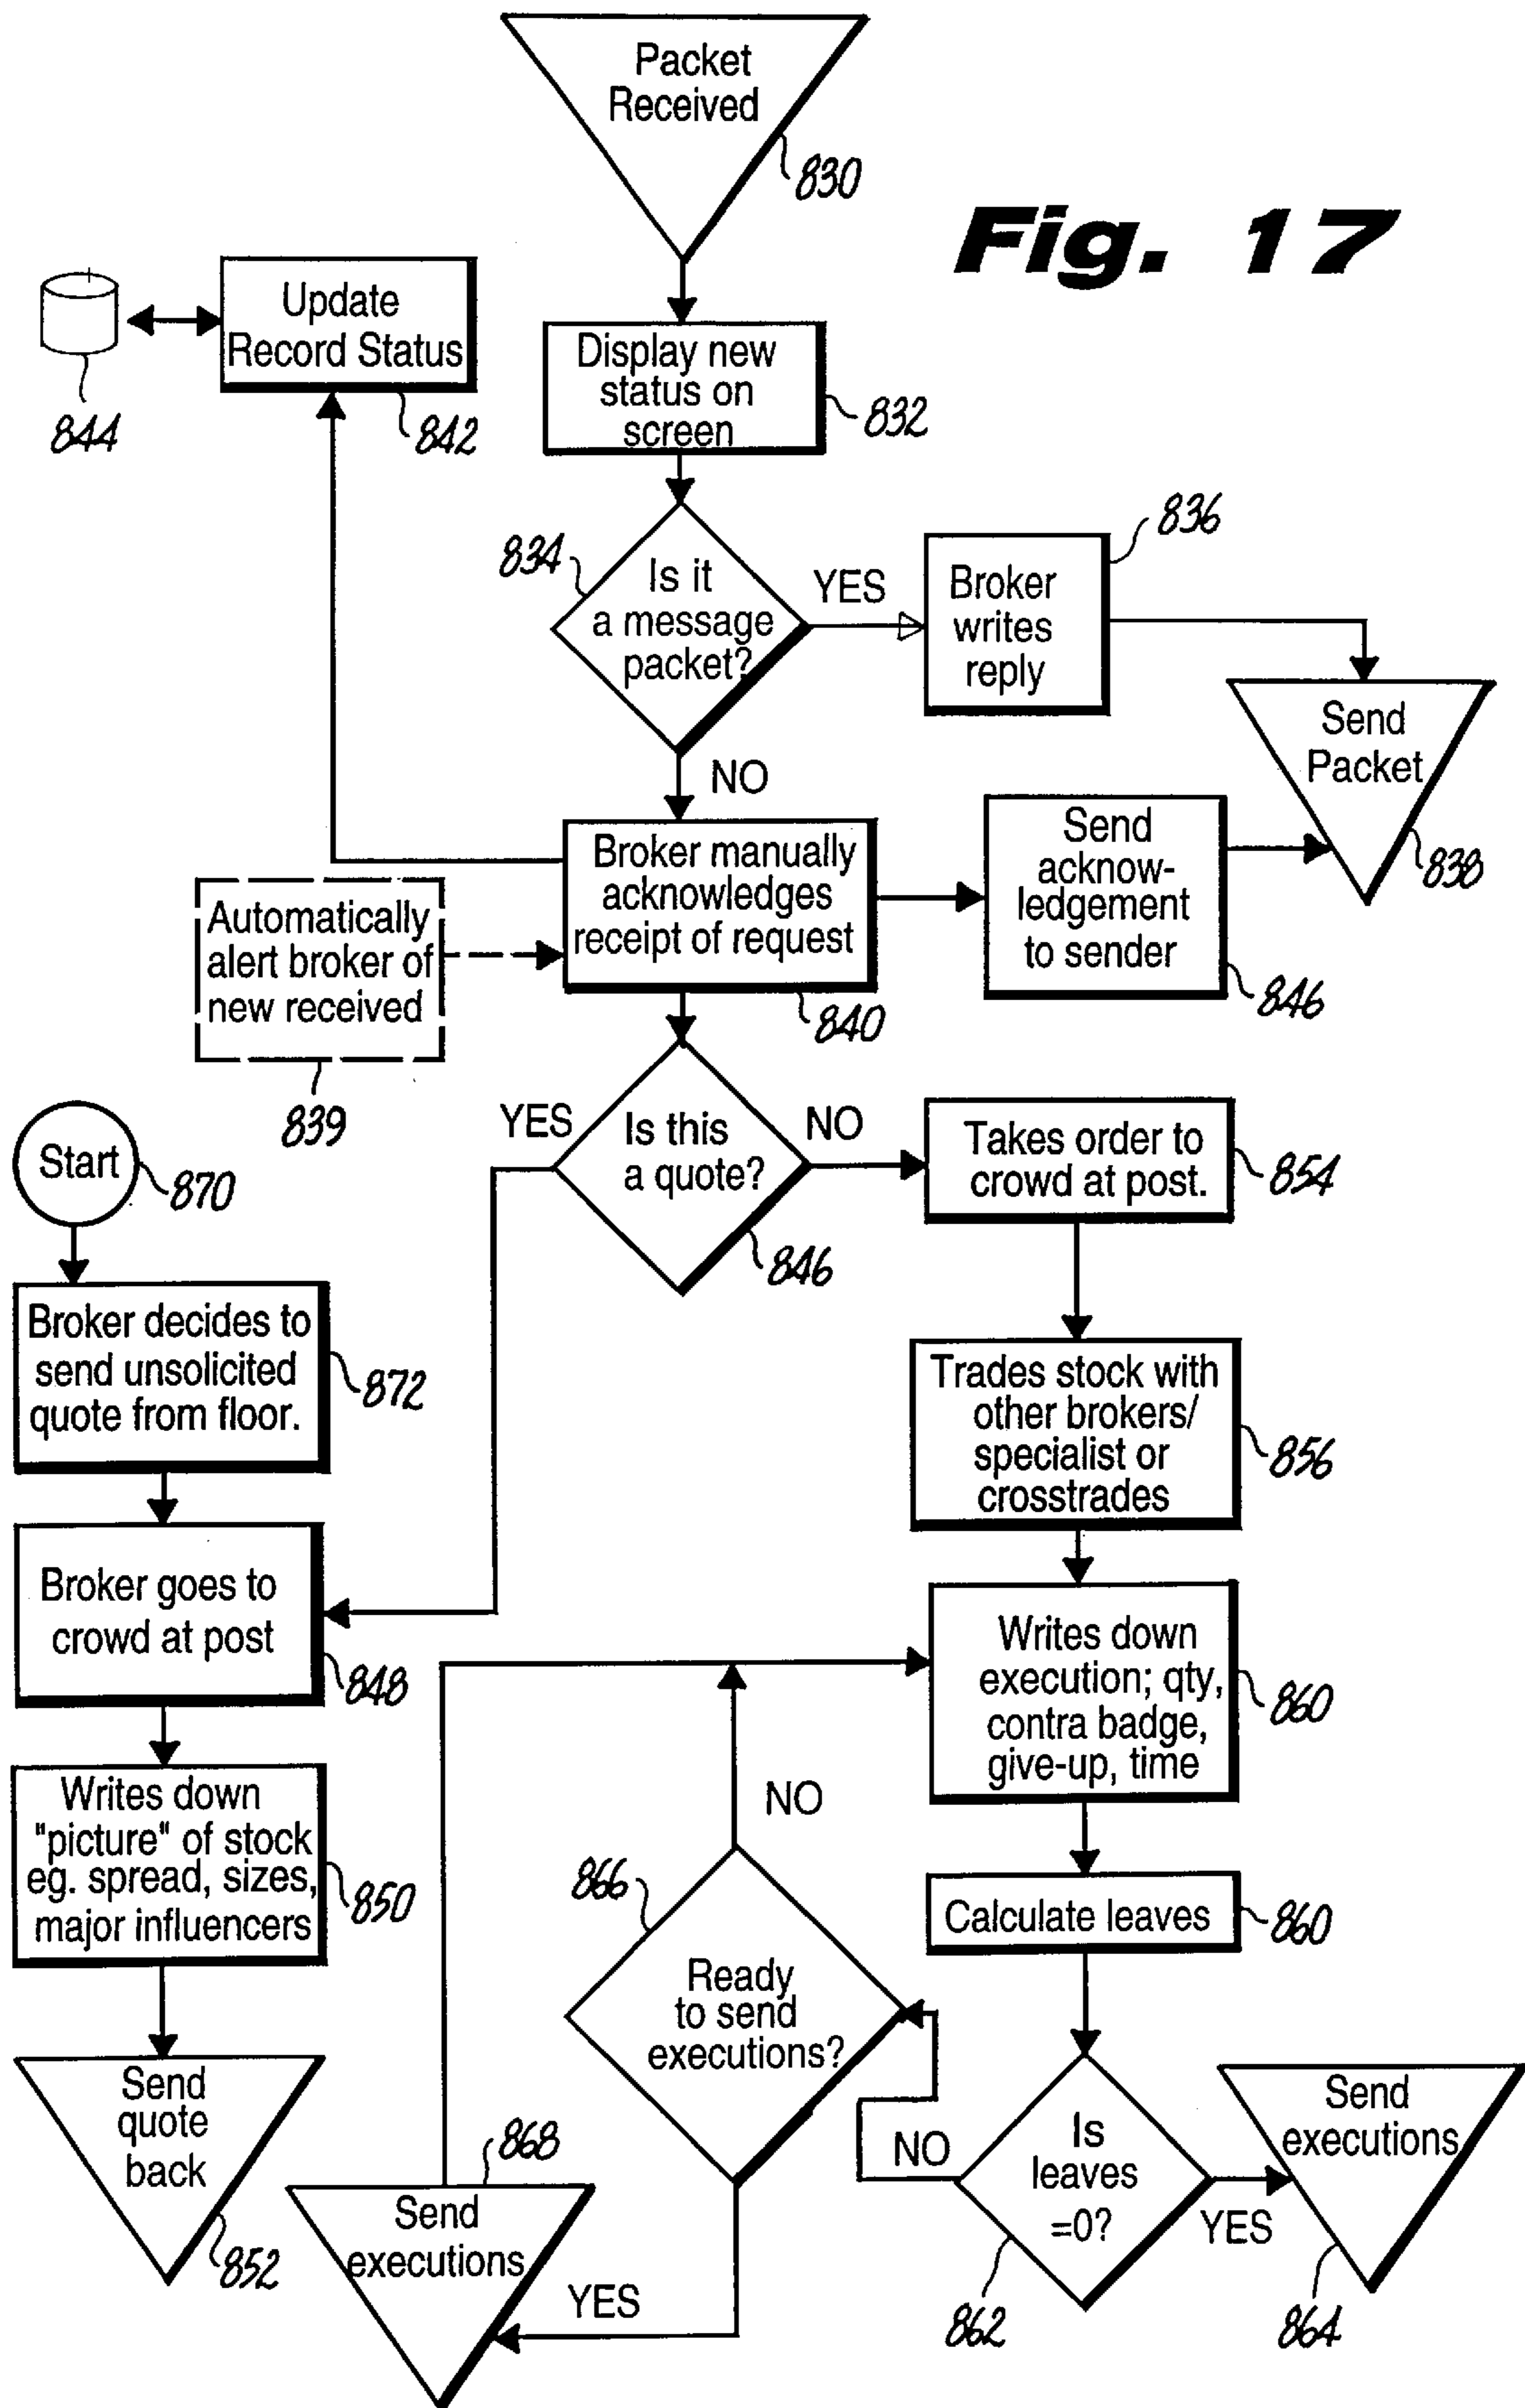 Packet
Received
830
Fig. 17
Update
Record Status
842
844
Display new
status on
screen
832
834
Is it
a message
packet?
YES
836
Broker
writes
reply
Send
Packet
838
NO
Broker manually
acknowledges
receipt of request
840
Send
acknow-
ledgement
to sender
846
Automatically
alert broker of
new received
839
Start
870
YES
Is this
a quote?
NO
846
Takes order to
crowd at post.
854
Broker decides to
send unsolicited
quote from floor.
872
Trades stock with
other brokers/
specialist or
crosstrades
856
Broker goes to
crowd at post
848
Writes down
execution; qty,
contra badge,
give-up, time
860
Writes down
"picture" of stock
eg. spread, sizes,
major influencers
850
NO
866
Ready
to send
executions?
Calculate leaves
860
Send
quote
back
852
868
Send
executions
YES
NO
Is
leaves
=0?
862
YES
Send
executions
864